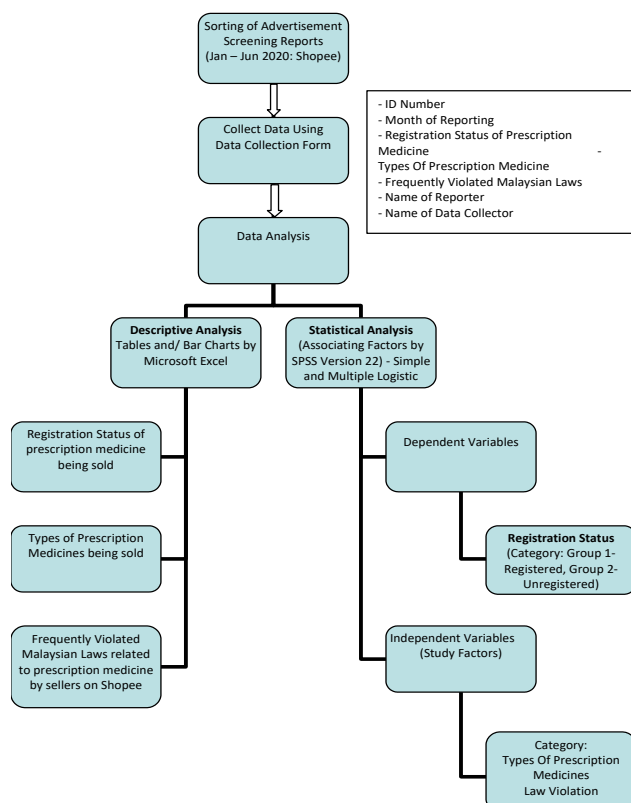 Sorting of Advertisement
Screening Reports
(Jan – Jun 2020: Shopee)
- ID Number
- Month of Reporting
- Registration Status of Prescription
Medicine -
Types Of Prescription Medicine
- Frequently Violated Malaysian Laws
- Name of Reporter
- Name of Data Collector
Collect Data Using
Data Collection Form
Data Analysis
Descriptive Analysis
Tables and/ Bar Charts by
Microsoft Excel
Statistical Analysis
(Associating Factors by
SPSS Version 22) - Simple
and Multiple Logistic
Registration Status of
prescription medicine
being sold
Types of Prescription
Medicines being sold
Frequently Violated
Malaysian Laws related
to prescription medicine
by sellers on Shopee
Dependent Variables
Registration Status
(Category: Group 1-
Registered, Group 2-
Unregistered)
Independent Variables
(Study Factors)
Category:
Types Of Prescription
Medicines
Law Violation